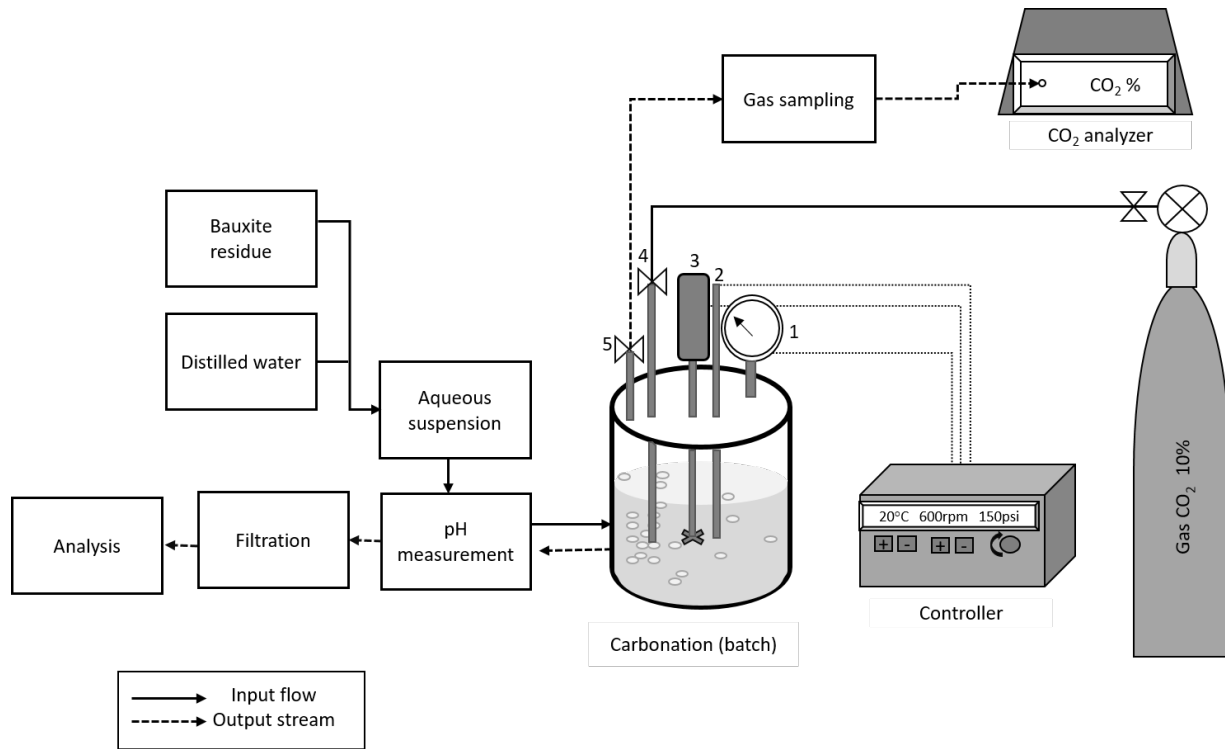 CO₂ %
Gas sampling
CO₂ analyzer
Bauxite
residue
4
3
2
1
5
Distilled water
Aqueous
suspension
Gas CO₂ 10%
20°C 600rpm 150psi
+ - + -
Analysis
Filtration
pH
measurement
Controller
Carbonation (batch)
Input flow
Output stream